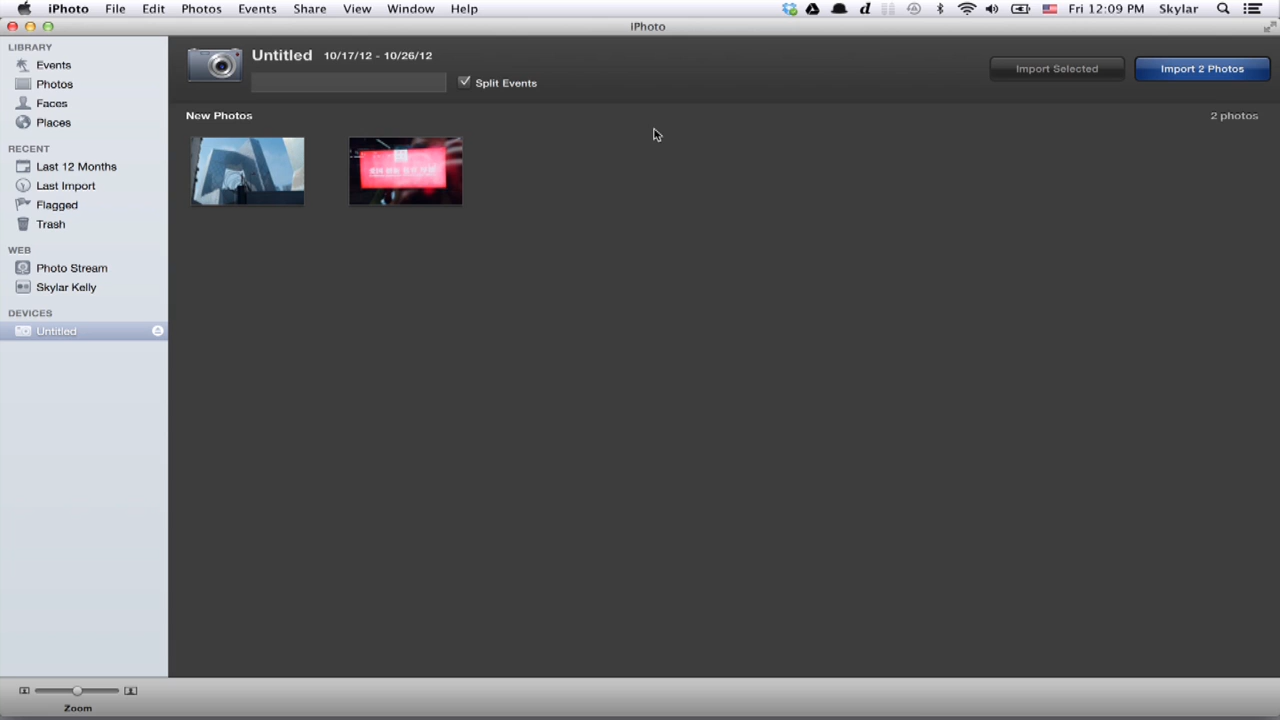 iPhoto File Edit Photos Events Share View Window Help Fri 12:09 PM Skylar
iPhoto
LIBRARY
Events
Photos
Faces
Places
RECENT
Last 12 Months
Last Import
Flagged
Trash
WEB
Photo Stream
Skylar Kelly
DEVICES
Untitled
Untitled 10/17/12 - 10/26/12
Split Events
Import Selected
Import 2 Photos
New Photos
2 photos
Zoom